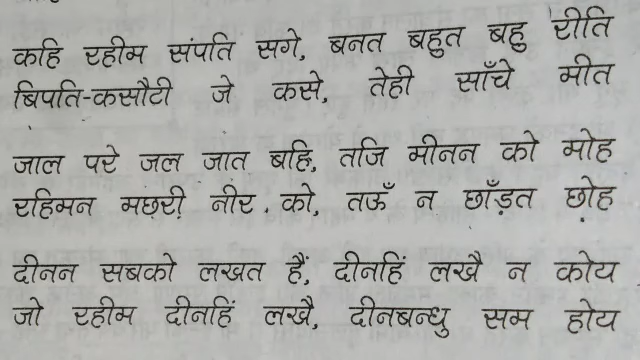 कहि रहीम संपति सगे, बनत बहुत बहु रीति
बिपति-कसौटी जे कसे, तेही साँचे मीत
जाल परे जल जात बहि, तजि मीनन को मोह
रहिमन मछरी नीर को, तऊँ न छाँड़त छोह
दीनन सबको लखत हैं, दीनहिं लखै न कोय
जो रहीम दीनहिं लखै, दीनबन्धु सम होय